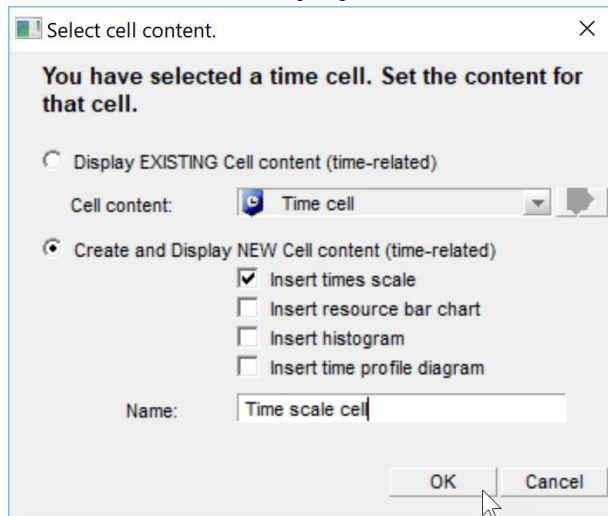 Select cell content.
You have selected a time cell. Set the content for
that cell.
Display EXISTING Cell content (time-related)
Cell content: Time cell
Create and Display NEW Cell content (time-related)
Insert times scale
Insert resource bar chart
Insert histogram
Insert time profile diagram
Name: Time scale cell
OK Cancel